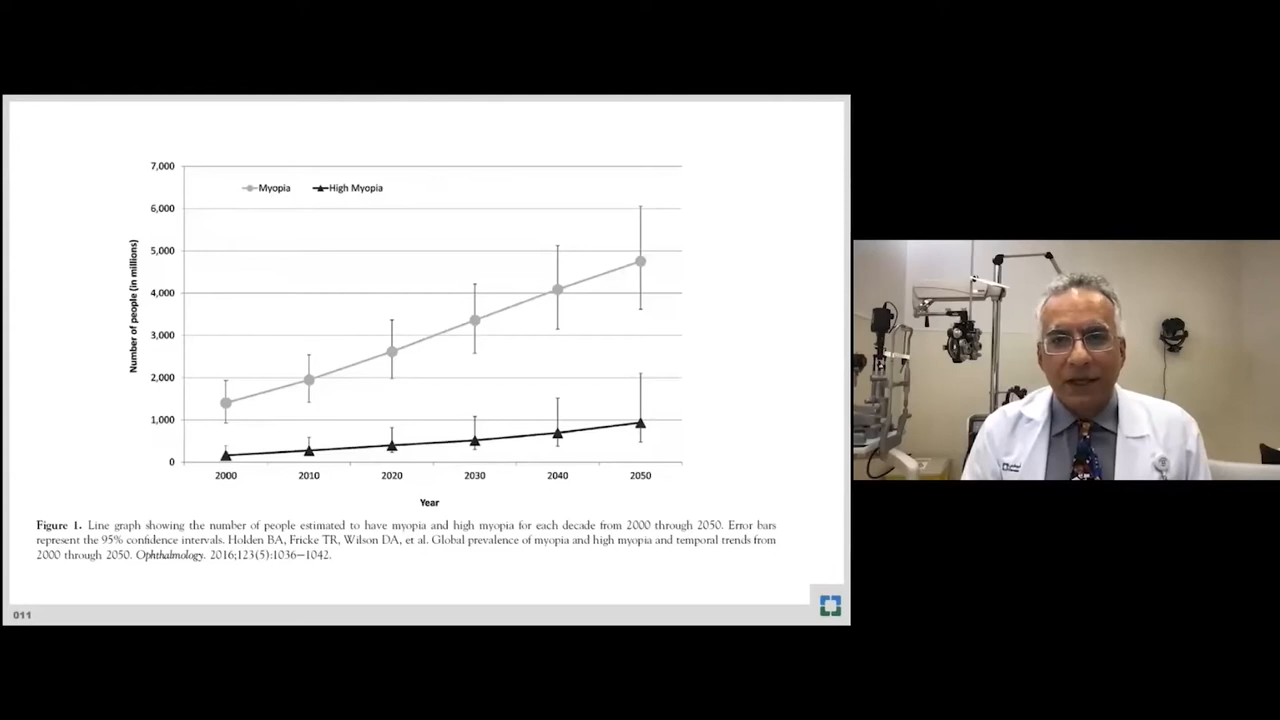 7,000
Myopia
High Myopia
6,000
5,000
4,000
3,000
2,000
1,000
0
Number of people (in millions)
2000
2010
2020
2030
2040
2050
Year
Figure 1. Line graph showing the number of people estimated to have myopia and high myopia for each decade from 2000 through 2050. Error bars
represent the 95% confidence intervals. Holden BA, Fricke TR, Wilson DA, et al. Global prevalence of myopia and high myopia and temporal trends from
2000 through 2050. Ophthalmology. 2016;123(5):1036–1042.
011